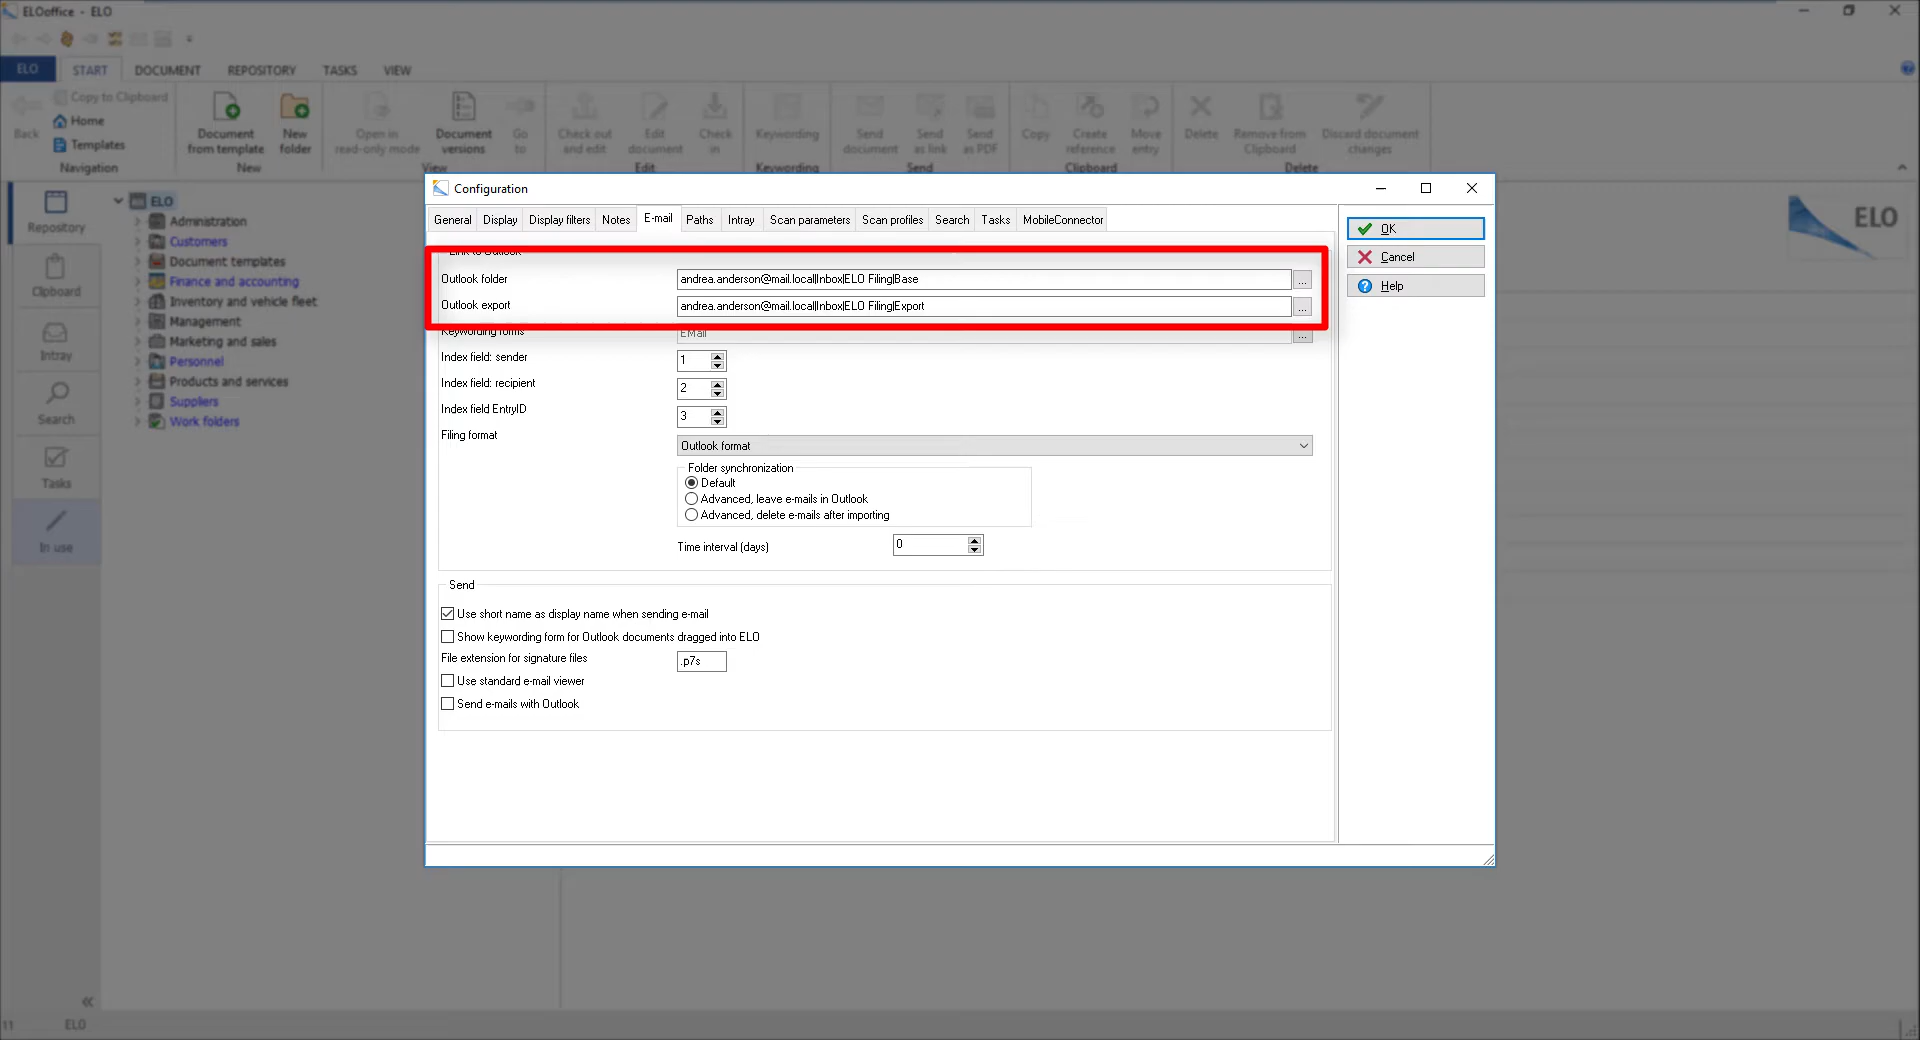 ELOoffice - ELO
ELO START DOCUMENT REPOSITORY TASKS VIEW
Back
Copy to Clipboard
Home
Templates
Navigation
Document from template
New folder
New
Open in read-only mode
Document versions
Go to
View
Check out and edit
Edit document
Check in
Edit
Keywording
Keywording
Send document
Send as link
Send as PDF
Send
Copy
Create reference
Move entry
Clipboard
Delete
Remove from Clipboard
Discard document changes
Delete
Repository
Clipboard
Intray
Search
Tasks
In use
ELO
Administration
Customers
Document templates
Finance and accounting
Inventory and vehicle fleet
Management
Marketing and sales
Personnel
Products and services
Suppliers
Work folders
ELO
Configuration
General Display Display filters Notes E-mail Paths Intray Scan parameters Scan profiles Search Tasks MobileConnector
OK
Cancel
Help
Link to Outlook
Outlook folder andrea.anderson@mail.local|Inbox|ELO Filing|Base ...
Outlook export andrea.anderson@mail.local|Inbox|ELO Filing|Export ...
Keywording forms EMail ...
Index field: sender 1
Index field: recipient 2
Index field EntryID 3
Filing format Outlook format
Folder synchronization
Default
Advanced, leave e-mails in Outlook
Advanced, delete e-mails after importing
Time interval (days) 0
Send
Use short name as display name when sending e-mail
Show keywording form for Outlook documents dragged into ELO
File extension for signature files .p7s
Use standard e-mail viewer
Send e-mails with Outlook
11 ELO